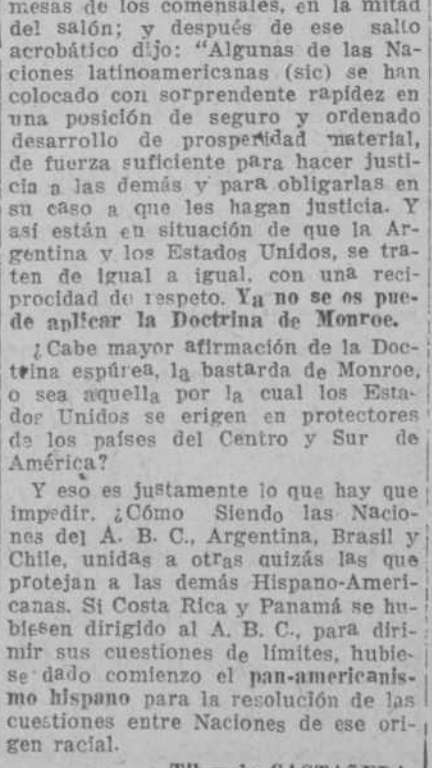 mesas de los comensales, en la mitad
del salón; y después de ese salto
acrobático dijo: "Algunas de las Na-
ciones latinoamericanas (sic) se han
colocado con sorprendente rapidez en
una posición de seguro y ordenado
desarrollo de prosperidad material,
de fuerza suficiente para hacer justi-
cia a las demás y para obligarlas en
su caso a que les hagan justicia. Y
así están en situación de que la Ar-
gentina y los Estados Unidos, se tra-
ten de igual a igual, con una reci-
procidad de respeto. Ya no se os pue-
de aplicar la Doctrina de Monroe.
¿Cabe mayor afirmación de la Doc-
trina espúrea, la bastarda de Monroe,
o sea aquella por la cual los Esta-
dos Unidos se erigen en protectores
de los países del Centro y Sur de
América?
Y eso es justamente lo que hay que
impedir. ¿Cómo Siendo las Nacio-
nes del A. B. C., Argentina, Brasil y
Chile, unidas a otras quizás las que
protejan a las demás Hispano-Ameri-
canas. Si Costa Rica y Panamá se hu-
biesen dirigido al A. B. C., para diri-
mir sus cuestiones de límites, hubie-
se dado comienzo el pan-americanis-
mo hispano para la resolución de las
cuestiones entre Naciones de ese ori-
gen racial.
CASTAÑEDA